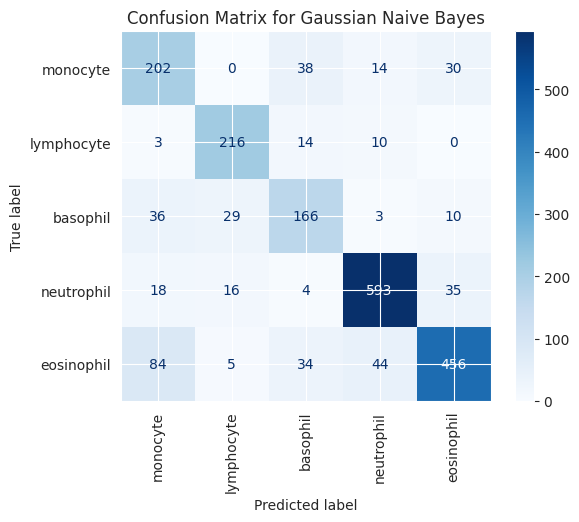 Confusion Matrix for Gaussian Naive Bayes
monocyte 202 0 38 14 30
lymphocyte 3 216 14 10 0
basophil 36 29 166 3 10
neutrophil 18 16 4 593 35
eosinophil 84 5 34 44 456
True label
monocyte lymphocyte basophil neutrophil eosinophil
Predicted label
500
400
300
200
100
0